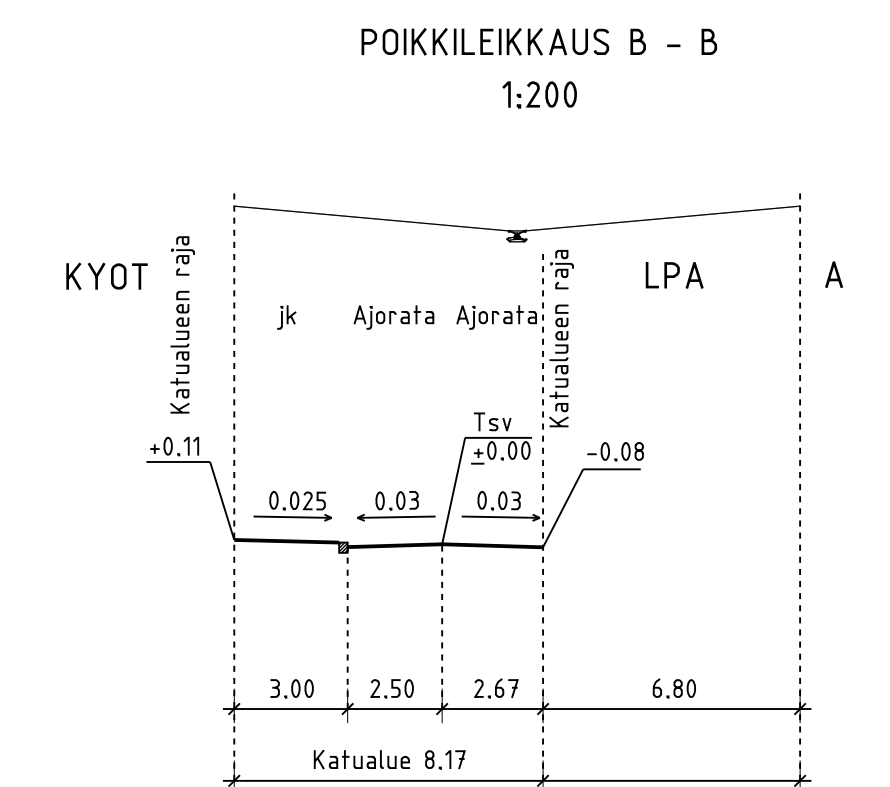 POIKKILEIKKAUS B - B
1:200
KYOT
Katualueen raja
Katualueen raja
LPA
A
jk
Ajorata
Ajorata
Tsv
+0.11
±0.00
-0.08
0.025
0.03
0.03
3.00
2.50
2.67
6.80
Katualue 8.17